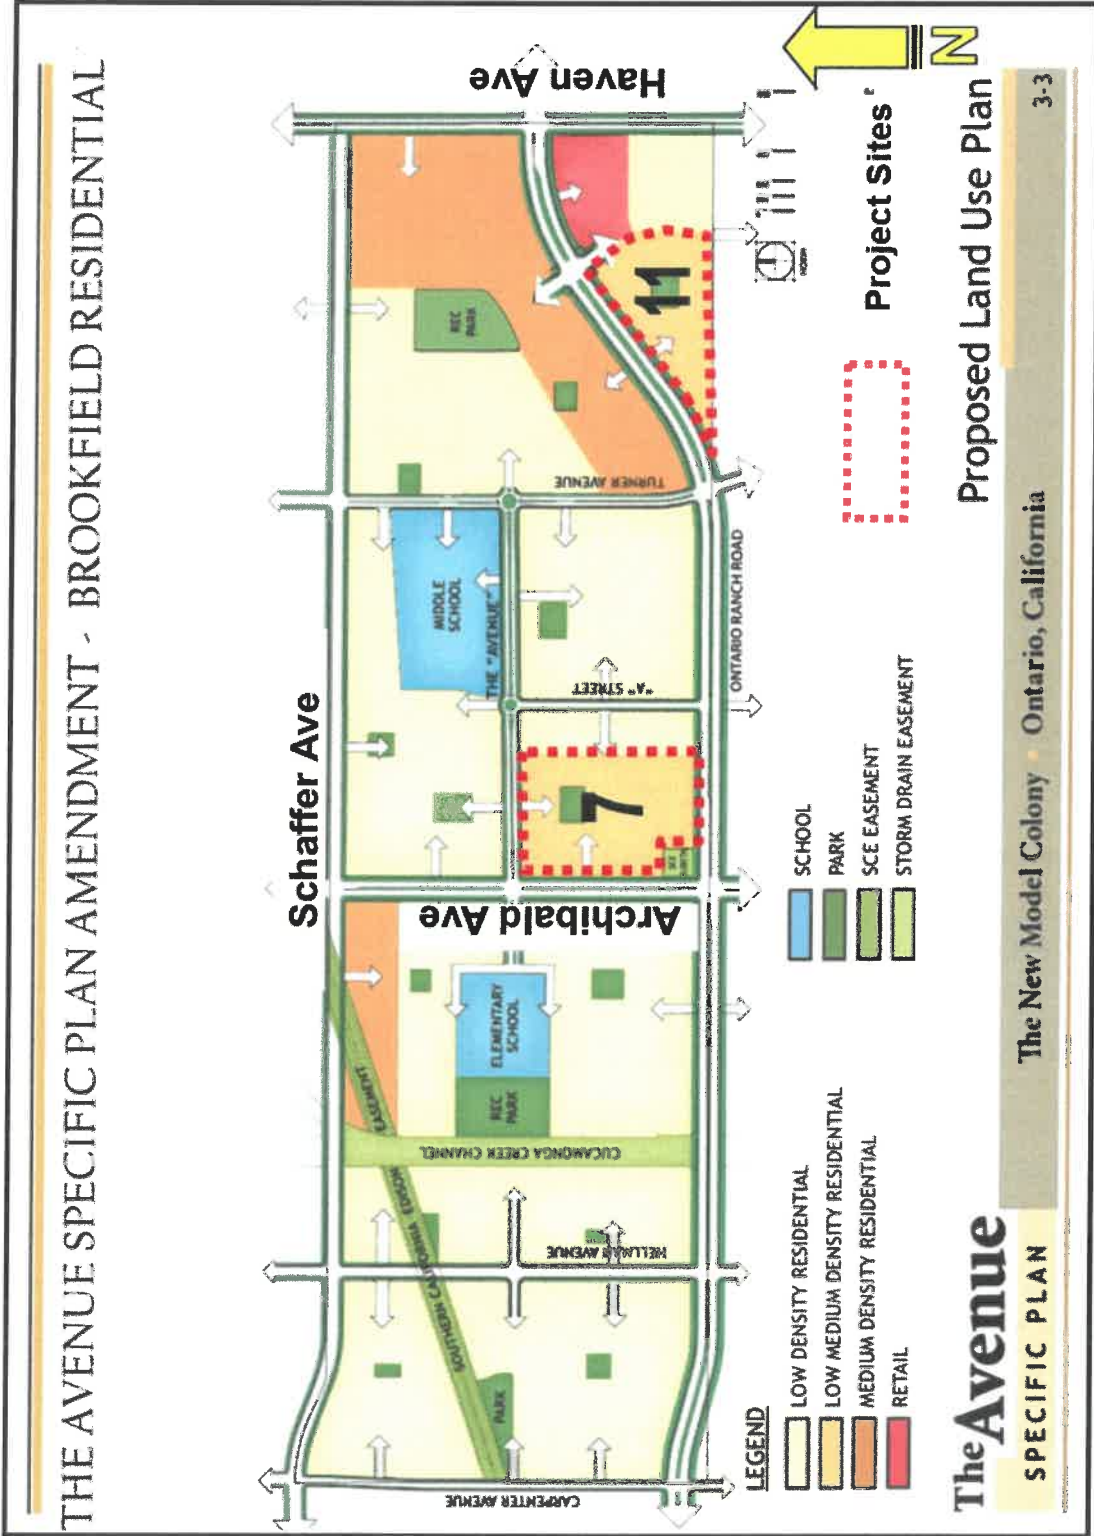 THE AVENUE SPECIFIC PLAN AMENDMENT - BROOKFIELD RESIDENTIAL
Schaffer Ave
Haven Ave
Archibald Ave
CARPENTER AVENUE
HELLMAN AVENUE
TURNER AVENUE
"A" STREET
THE "AVENUE"
ONTARIO RANCH ROAD
SOUTHERN CALIFORNIA EDISON
EASEMENT
CUCAMONGA CREEK CHANNEL
PARK
REC
PARK
ELEMENTARY
SCHOOL
MIDDLE
SCHOOL
REC
PARK
SCE
7
11
NORTH
N
LEGEND
LOW DENSITY RESIDENTIAL
LOW MEDIUM DENSITY RESIDENTIAL
MEDIUM DENSITY RESIDENTIAL
RETAIL
SCHOOL
PARK
SCE EASEMENT
STORM DRAIN EASEMENT
Project Sites
Proposed Land Use Plan
The Avenue
SPECIFIC PLAN
The New Model Colony • Ontario, California
3-3